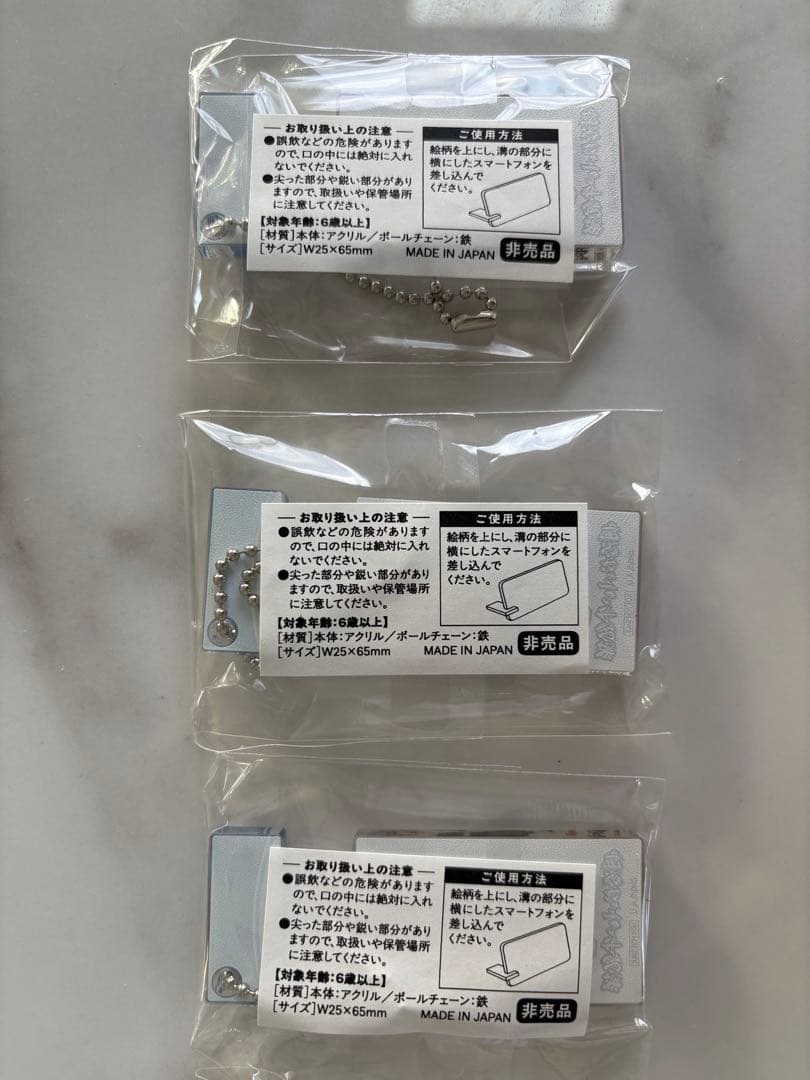 お取り扱い上の注意
●誤飲などの危険があります
ので、口の中には絶対に入れ
ないでください。
●尖った部分や鋭い部分があり
ますので、取扱いや保管場所
に注意してください。
ご使用方法
絵柄を上にし、溝の部分に
横にしたスマートフォンを
差し込んで
ください。
【対象年齢:6歳以上】
[材質]本体:アクリル/ボールチェーン:鉄
[サイズ]W25×65mm MADE IN JAPAN 非売品
お取り扱い上の注意
●誤飲などの危険があります
ので、口の中には絶対に入れ
ないでください。
●尖った部分や鋭い部分があり
ますので、取扱いや保管場所
に注意してください。
ご使用方法
絵柄を上にし、溝の部分に
横にしたスマートフォンを
差し込んで
ください。
【対象年齢:6歳以上】
[材質]本体:アクリル/ボールチェーン:鉄
[サイズ]W25×65mm MADE IN JAPAN 非売品
お取り扱い上の注意
●誤飲などの危険があります
ので、口の中には絶対に入れ
ないでください。
●尖った部分や鋭い部分があり
ますので、取扱いや保管場所
に注意してください。
ご使用方法
絵柄を上にし、溝の部分に
横にしたスマートフォンを
差し込んで
ください。
【対象年齢:6歳以上】
[材質]本体:アクリル/ボールチェーン:鉄
[サイズ]W25×65mm MADE IN JAPAN 非売品